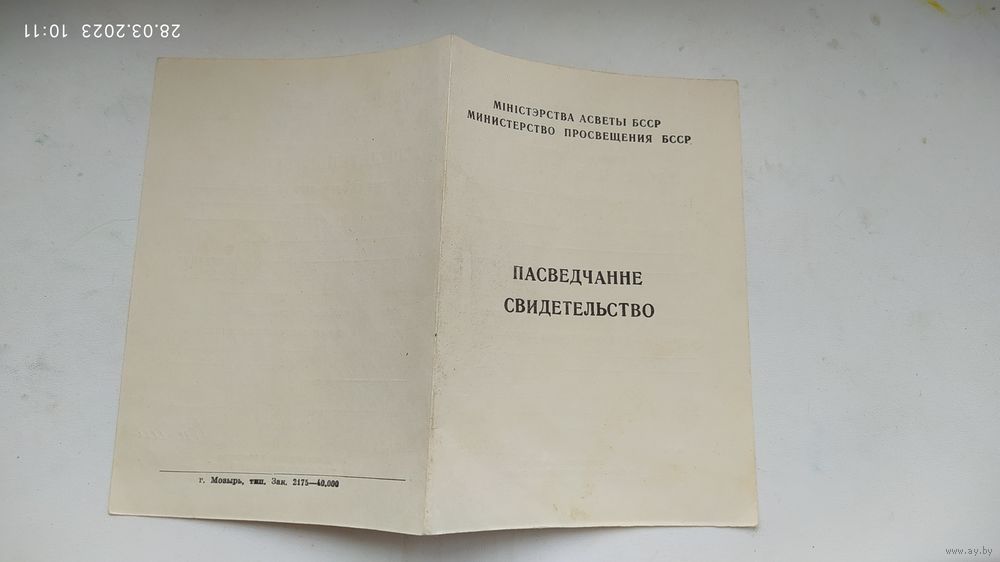 28.03.2023 10:11
МІНІСТЭРСТВА АСВЕТЫ БССР
МИНИСТЕРСТВО ПРОСВЕЩЕНИЯ БССР
ПАСВЕДЧАННЕ
СВИДЕТЕЛЬСТВО
г. Мозырь, тип. Зак. 2175—40.000
www.ay.by